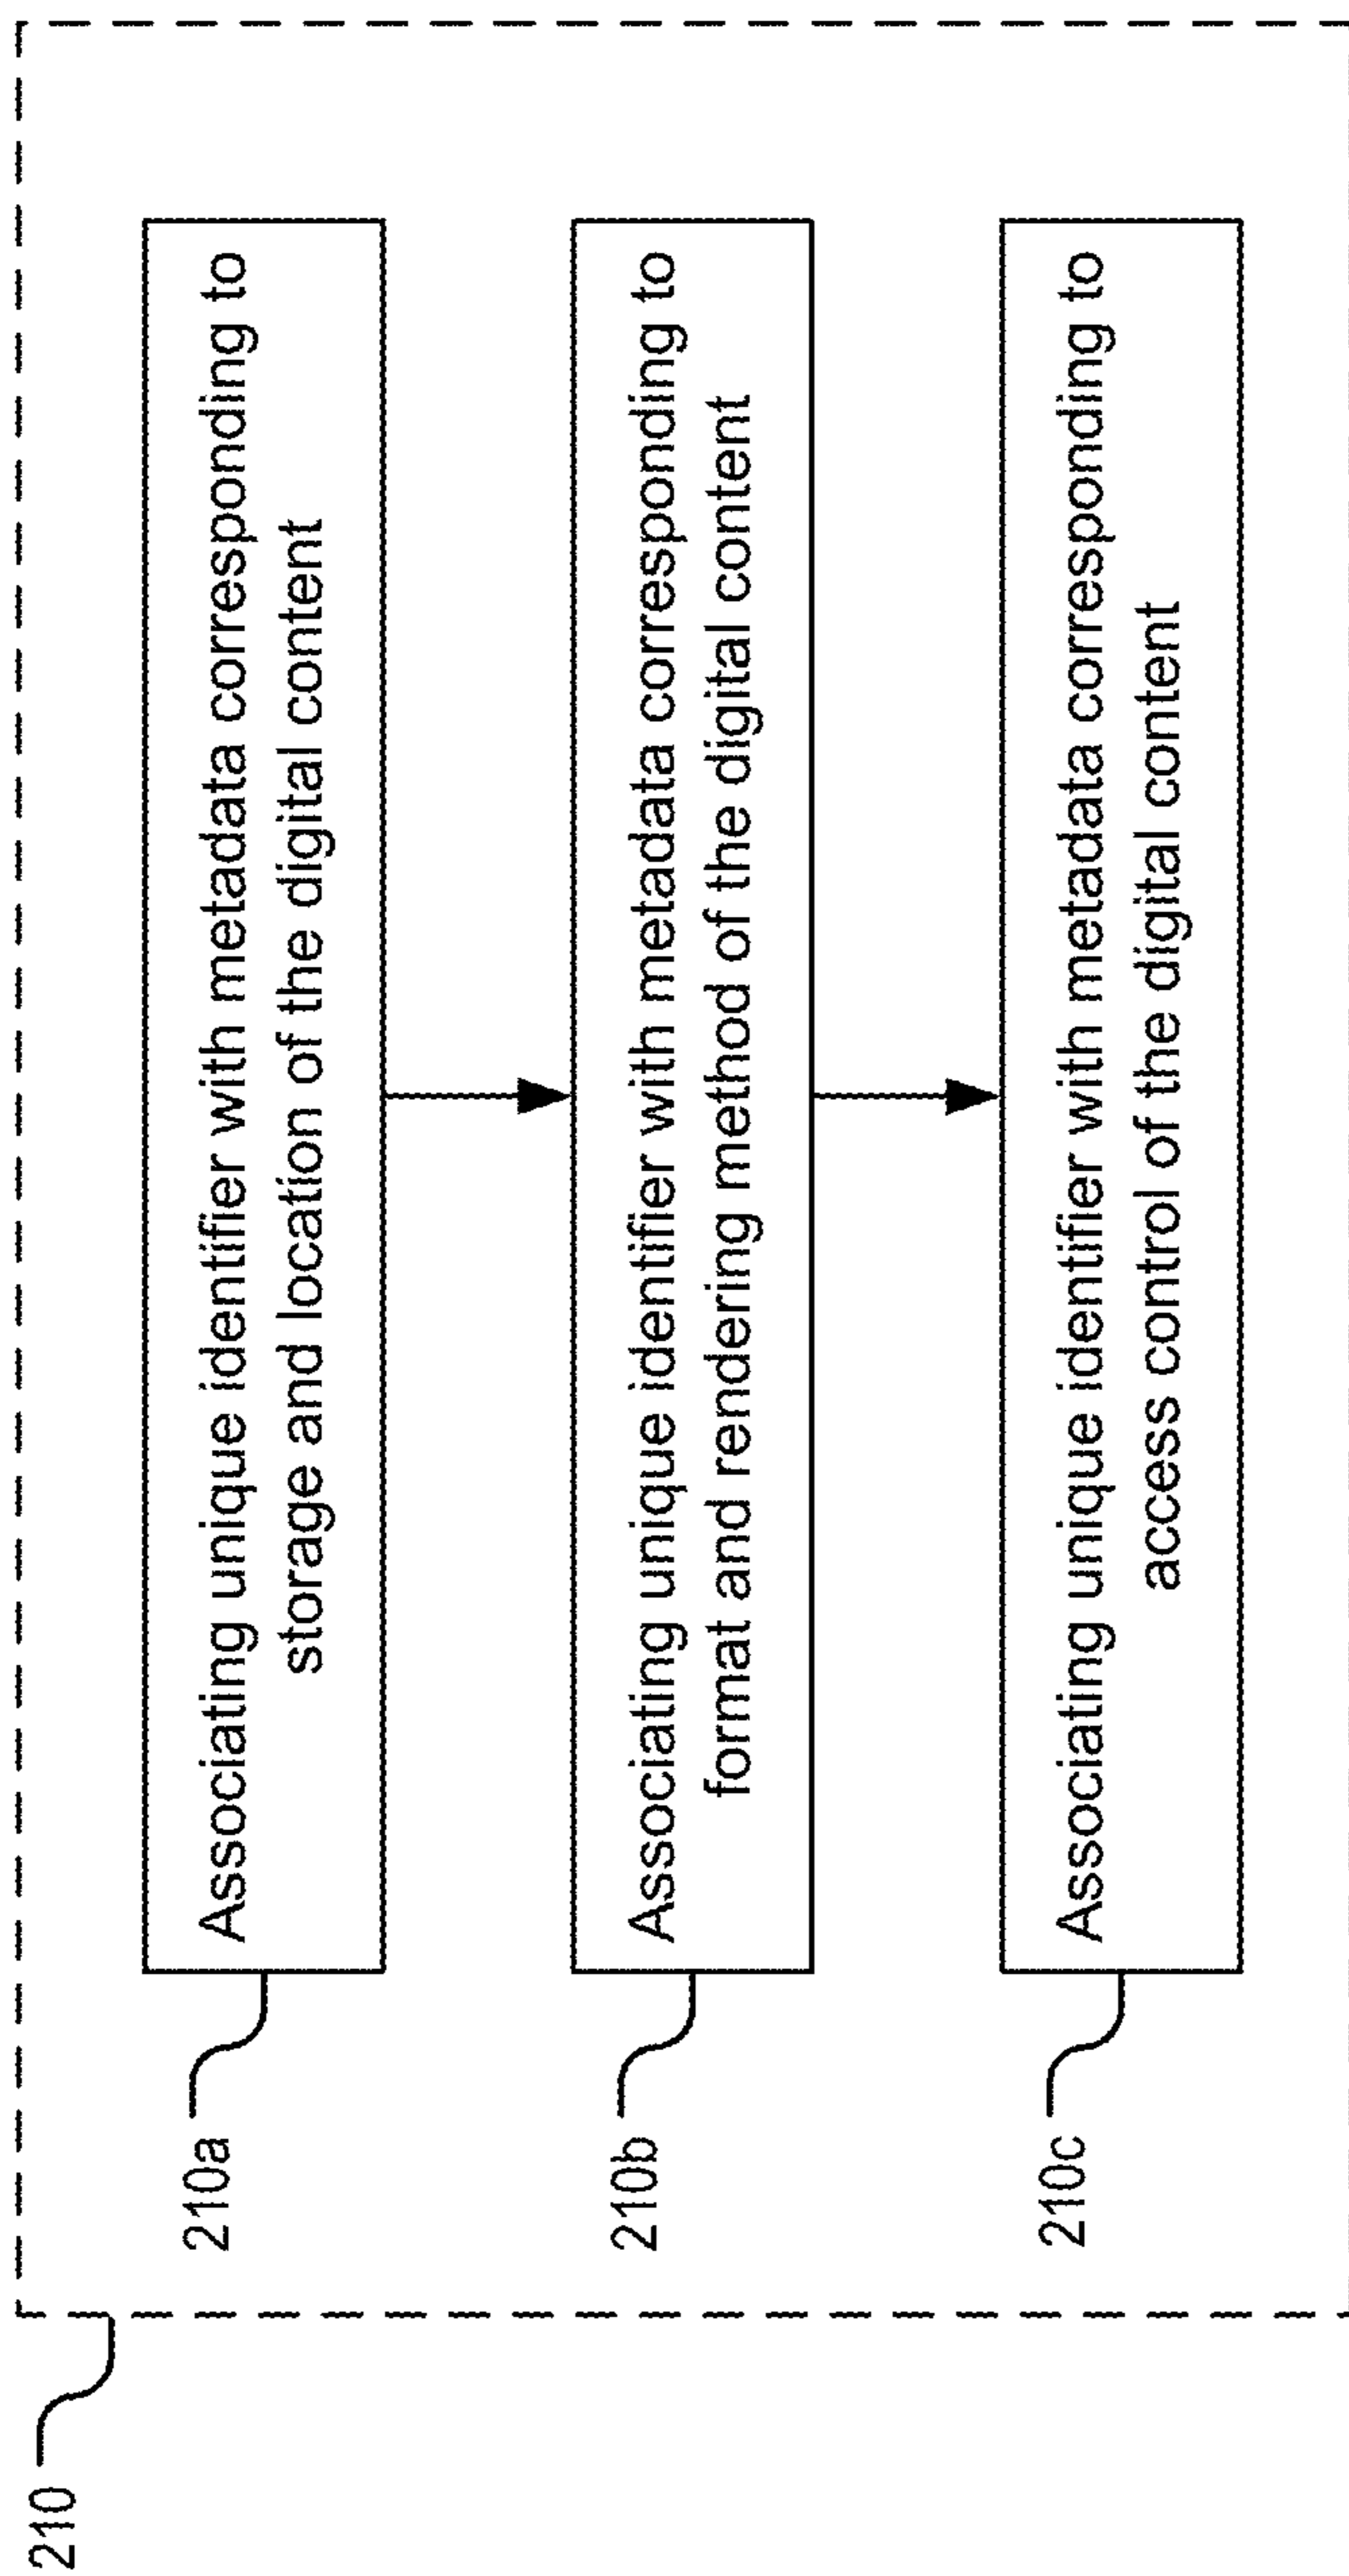 210
210a
Associating unique identifier with metadata corresponding to
storage and location of the digital content
210b
Associating unique identifier with metadata corresponding to
format and rendering method of the digital content
210c
Associating unique identifier with metadata corresponding to
access control of the digital content